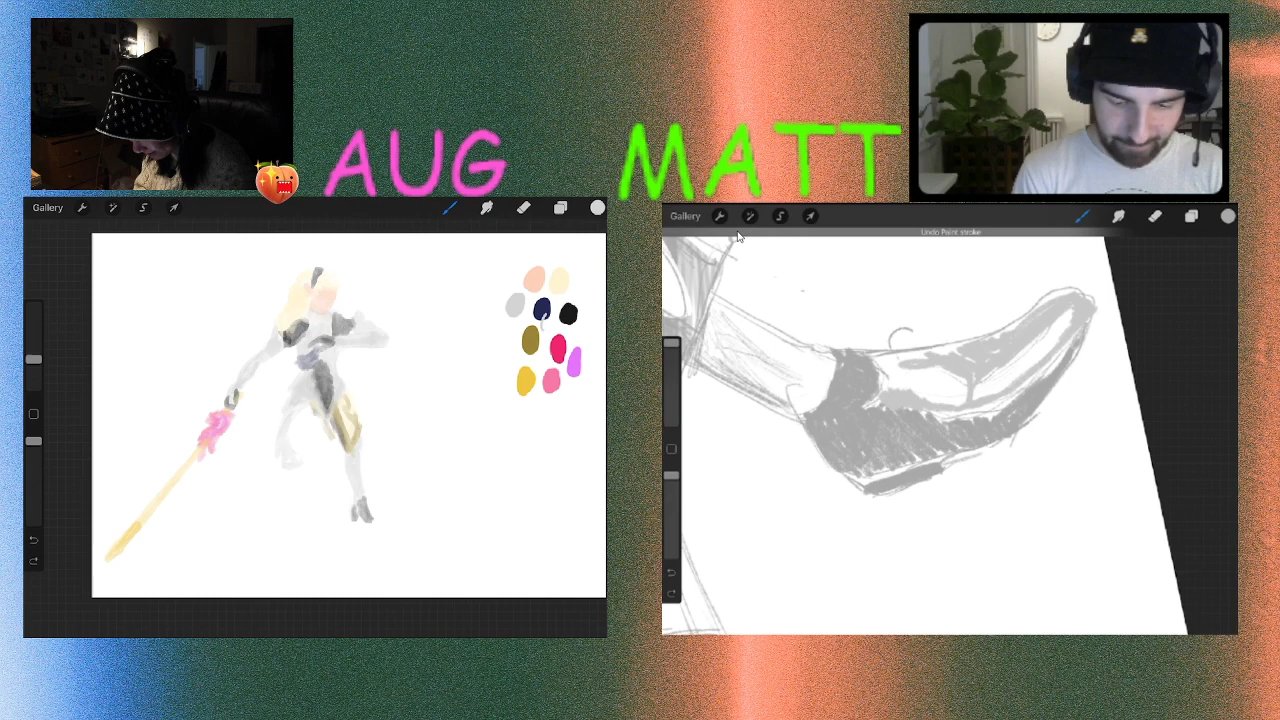 AUG
MATT
Gallery
Gallery
Undo Paint stroke